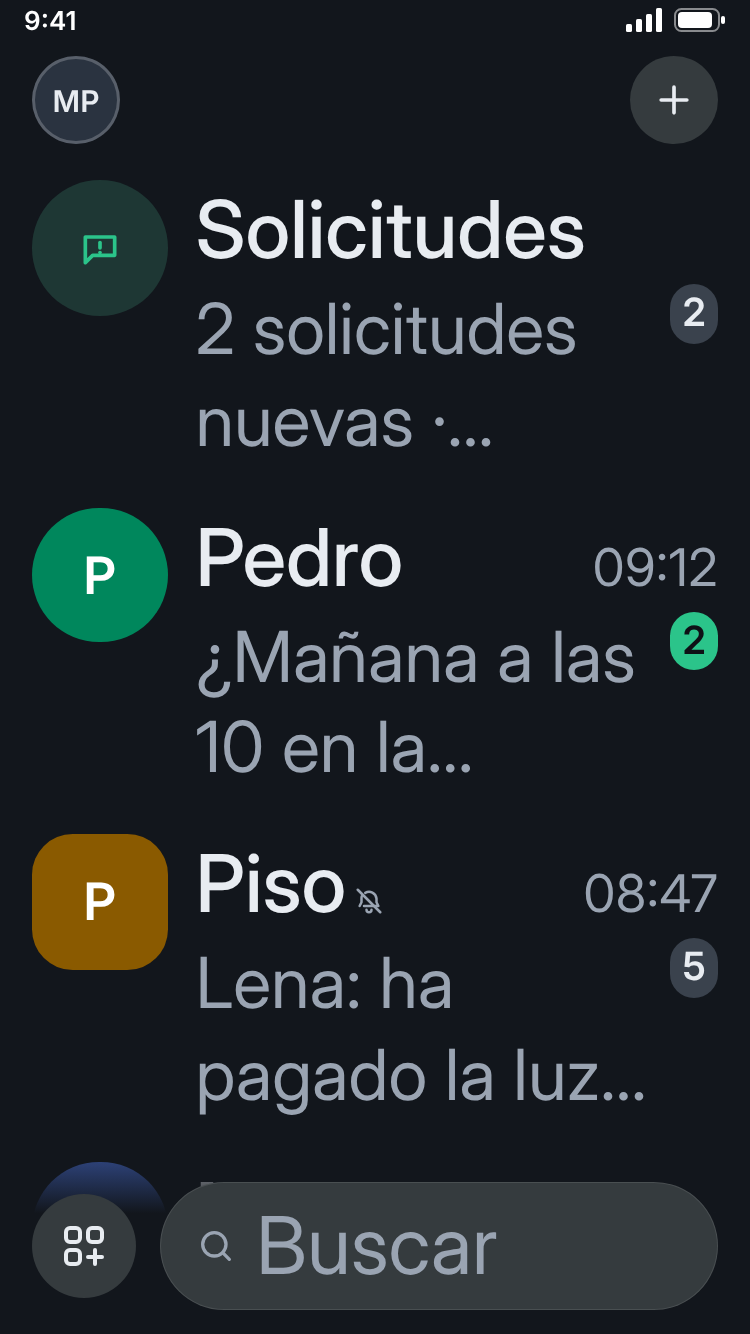 9:41
MP
Solicitudes
2 solicitudes
2
nuevas ·...
P
Pedro
09:12
¿Mañana a las
2
10 en la...
P
Piso
08:47
Lena: ha
5
pagado la luz...
Buscar